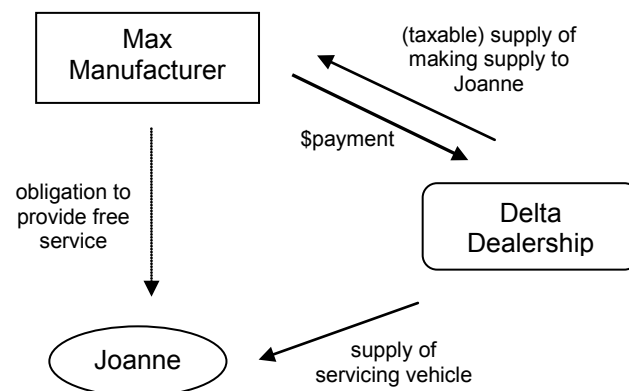 Max
Manufacturer
(taxable) supply of
making supply to
Joanne
$payment
obligation to
provide free
service
Delta
Dealership
Joanne
supply of
servicing vehicle